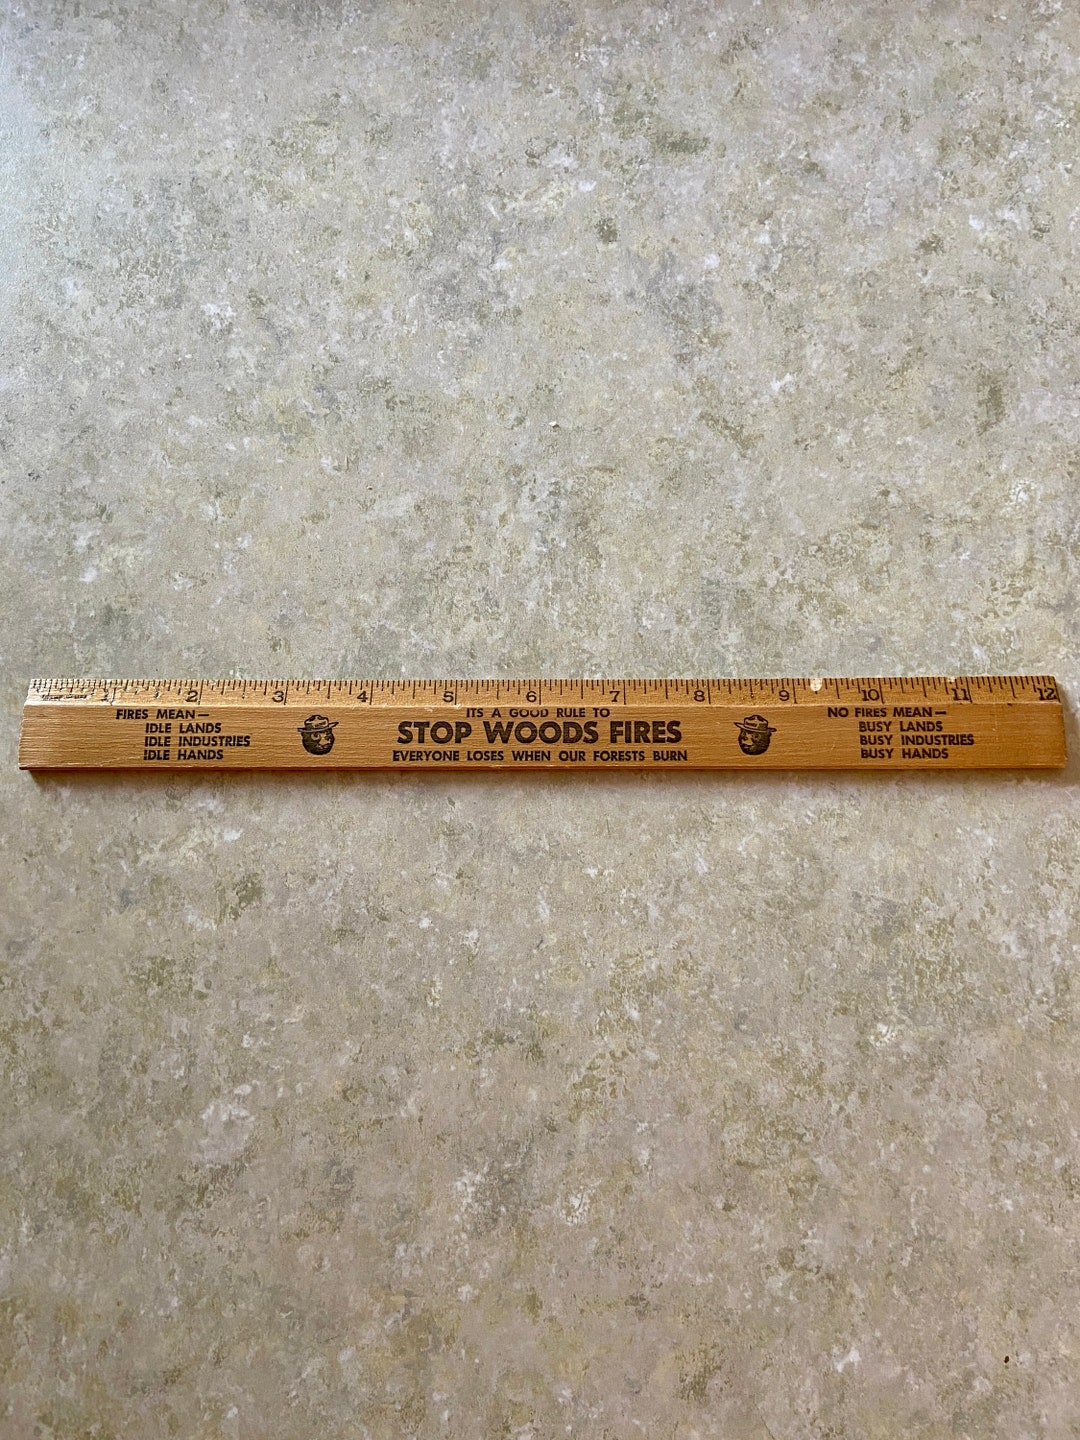 2 3 4 5 6 7 8 9 10 11 12
FIRES MEAN—
IDLE LANDS
IDLE INDUSTRIES
IDLE HANDS
ITS A GOOD RULE TO
STOP WOODS FIRES
EVERYONE LOSES WHEN OUR FORESTS BURN
NO FIRES MEAN—
BUSY LANDS
BUSY INDUSTRIES
BUSY HANDS